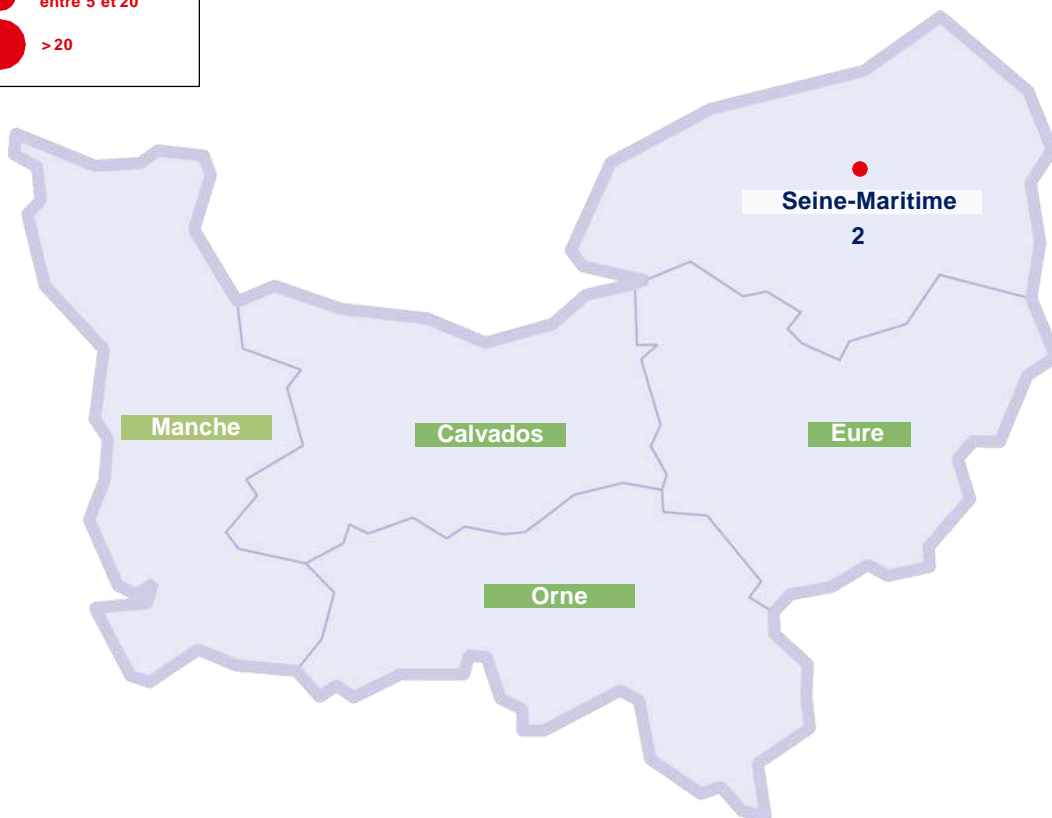 entre 5 et 20
> 20
Seine-Maritime
2
Manche
Calvados
Eure
Orne